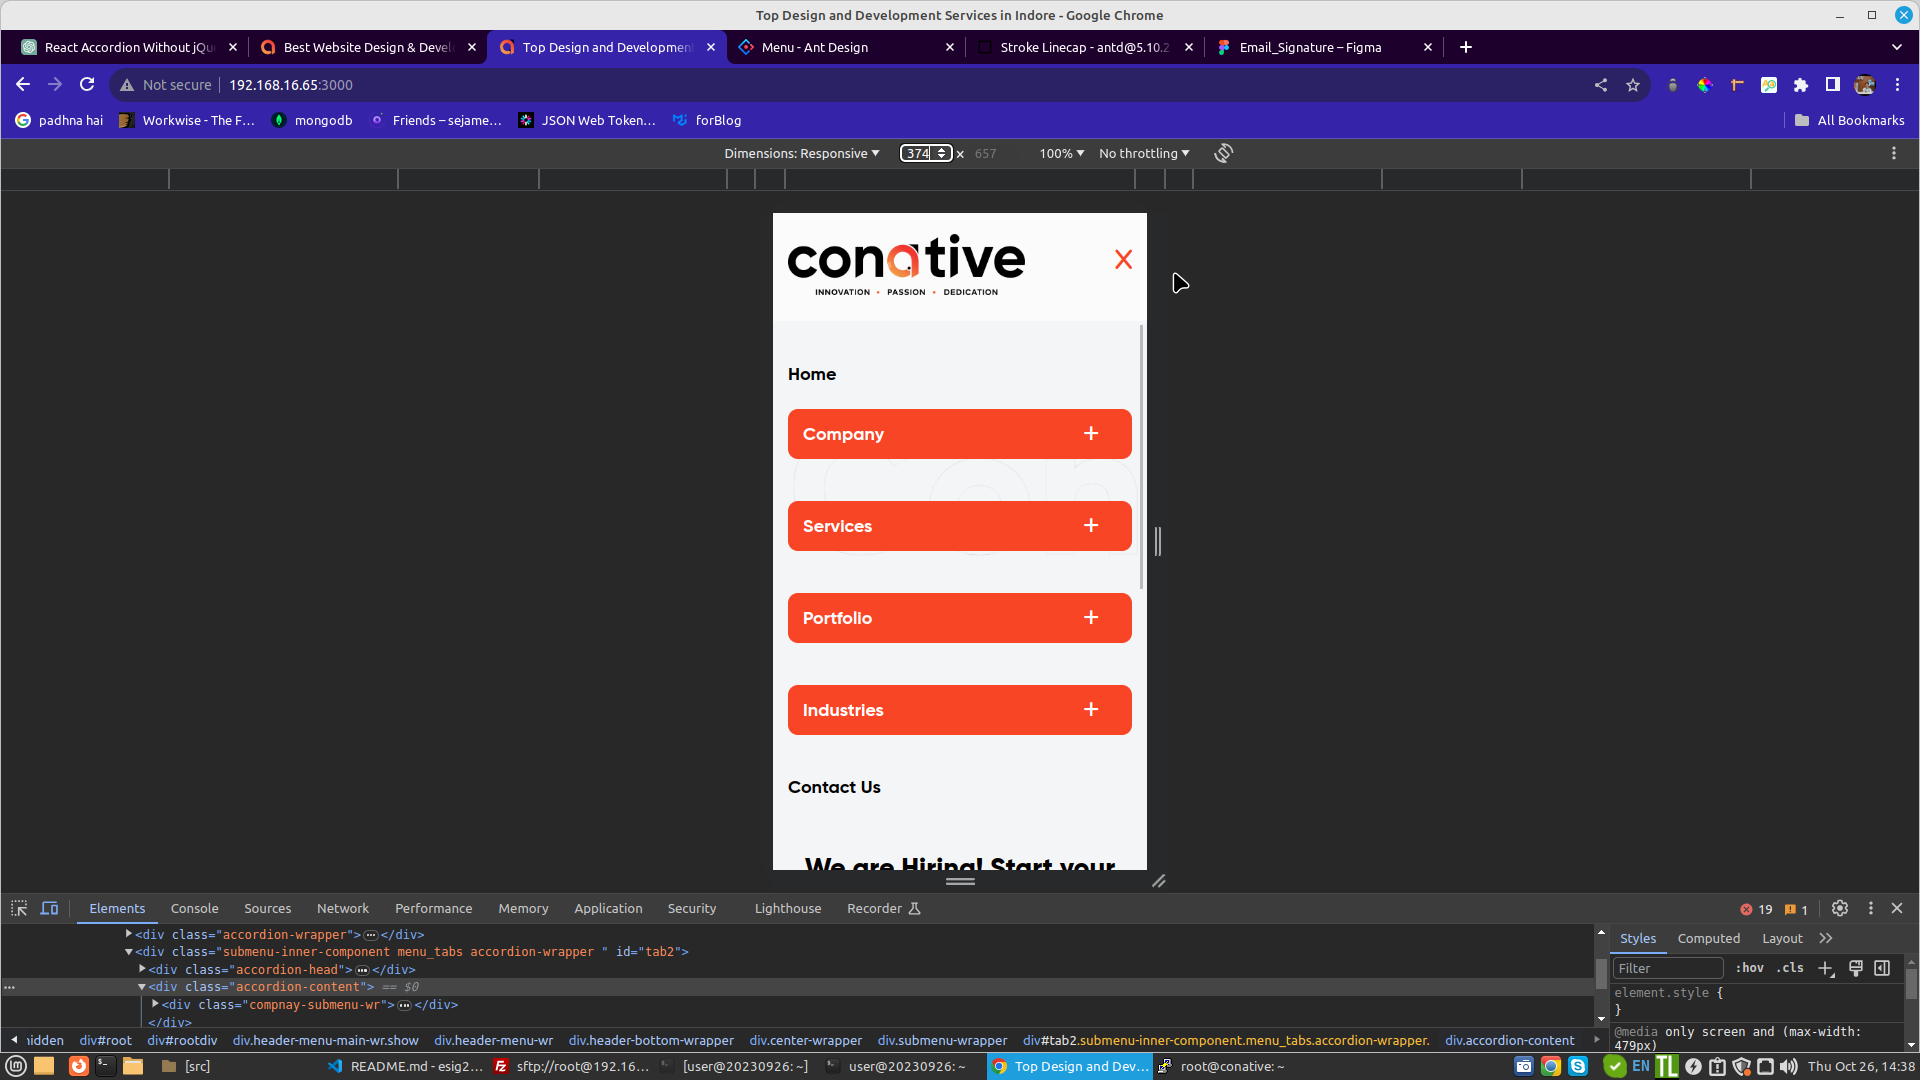 Top Design and Development Services in Indore - Google Chrome
React Accordion Without jQu
Best Website Design & Devel
Top Design and Developmen
Menu - Ant Design
Stroke Linecap - antd@5.10.2
Email_Signature – Figma
Not secure
192.168.16.65:3000
padhna hai
Workwise - The F...
mongodb
Friends – sejame...
JSON Web Token...
forBlog
All Bookmarks
Dimensions: Responsive
374 × 657
100%
No throttling
conative
INNOVATION • PASSION • DEDICATION
Home
Company
Services
Portfolio
Industries
Contact Us
We are Hiring! Start your
Elements
Console
Sources
Network
Performance
Memory
Application
Security
Lighthouse
Recorder
19
1
<div class="accordion-wrapper">…</div>
<div class="submenu-inner-component menu_tabs accordion-wrapper " id="tab2">
<div class="accordion-head">…</div>
<div class="accordion-content"> == $0
<div class="compnay-submenu-wr">…</div>
</div>
Styles
Computed
Layout
Filter
:hov
.cls
element.style {
}
@media only screen and (max-width:
479px)
div#root
div#rootdiv
div.header-menu-main-wr.show
div.header-menu-wr
div.header-bottom-wrapper
div.center-wrapper
div.submenu-wrapper
div#tab2.submenu-inner-component.menu_tabs.accordion-wrapper.
div.accordion-content
[src]
README.md - esig2...
sftp://root@192.16...
[user@20230926: ~]
user@20230926: ~
Top Design and Dev...
root@conative: ~
EN
TL
Thu Oct 26, 14:38